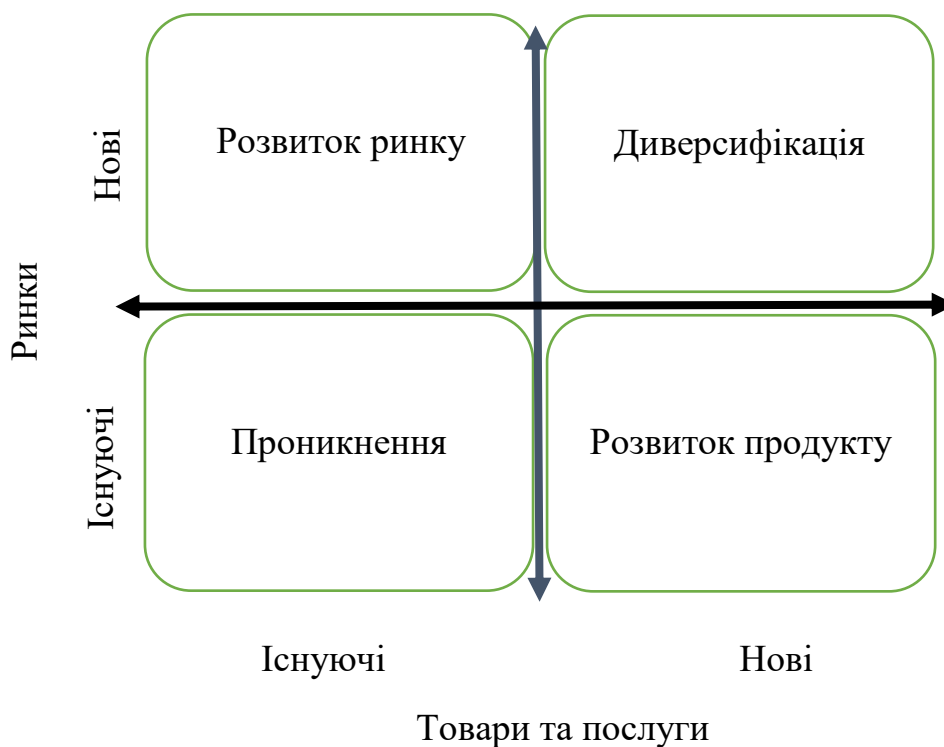 Розвиток ринку
Диверсифікація
Нові
Ринки
Проникнення
Розвиток продукту
Існуючі
Існуючі
Нові
Товари та послуги